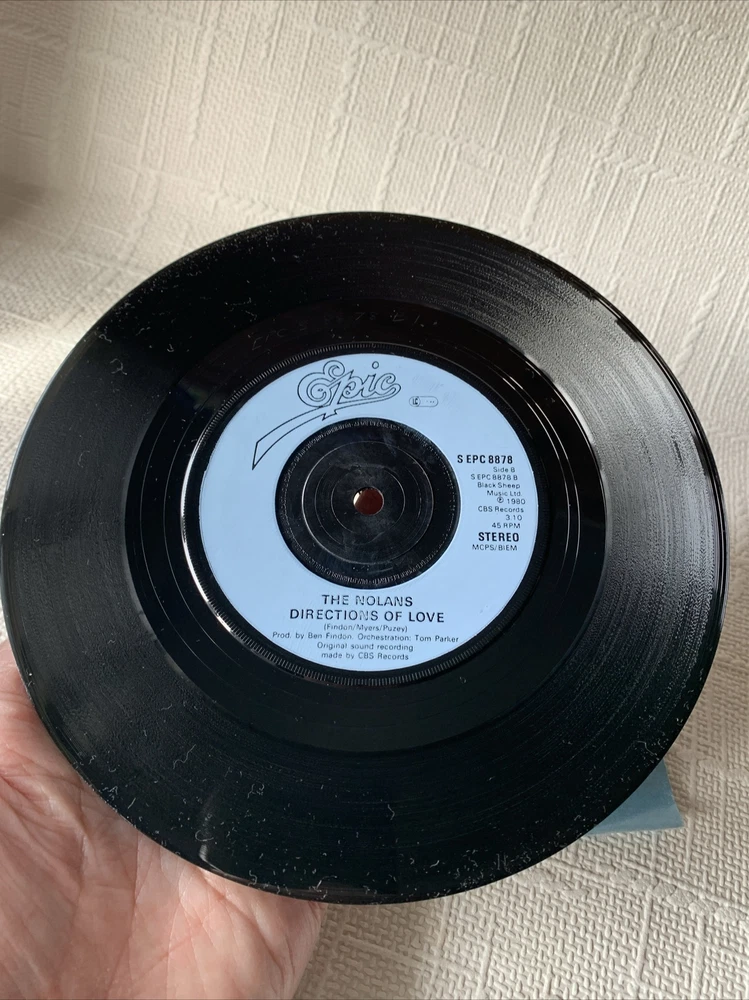 Epic
S EPC 8878
Side B
S EPC 8878 B
Black Sheep
Music Ltd.
℗ 1980
CBS Records
3.10
45 RPM
STEREO
MCPS/BIEM
THE NOLANS
DIRECTIONS OF LOVE
(Findon/Myers/Puzey)
Prod. by Ben Findon. Orchestration: Tom Parker
Original sound recording
made by CBS Records